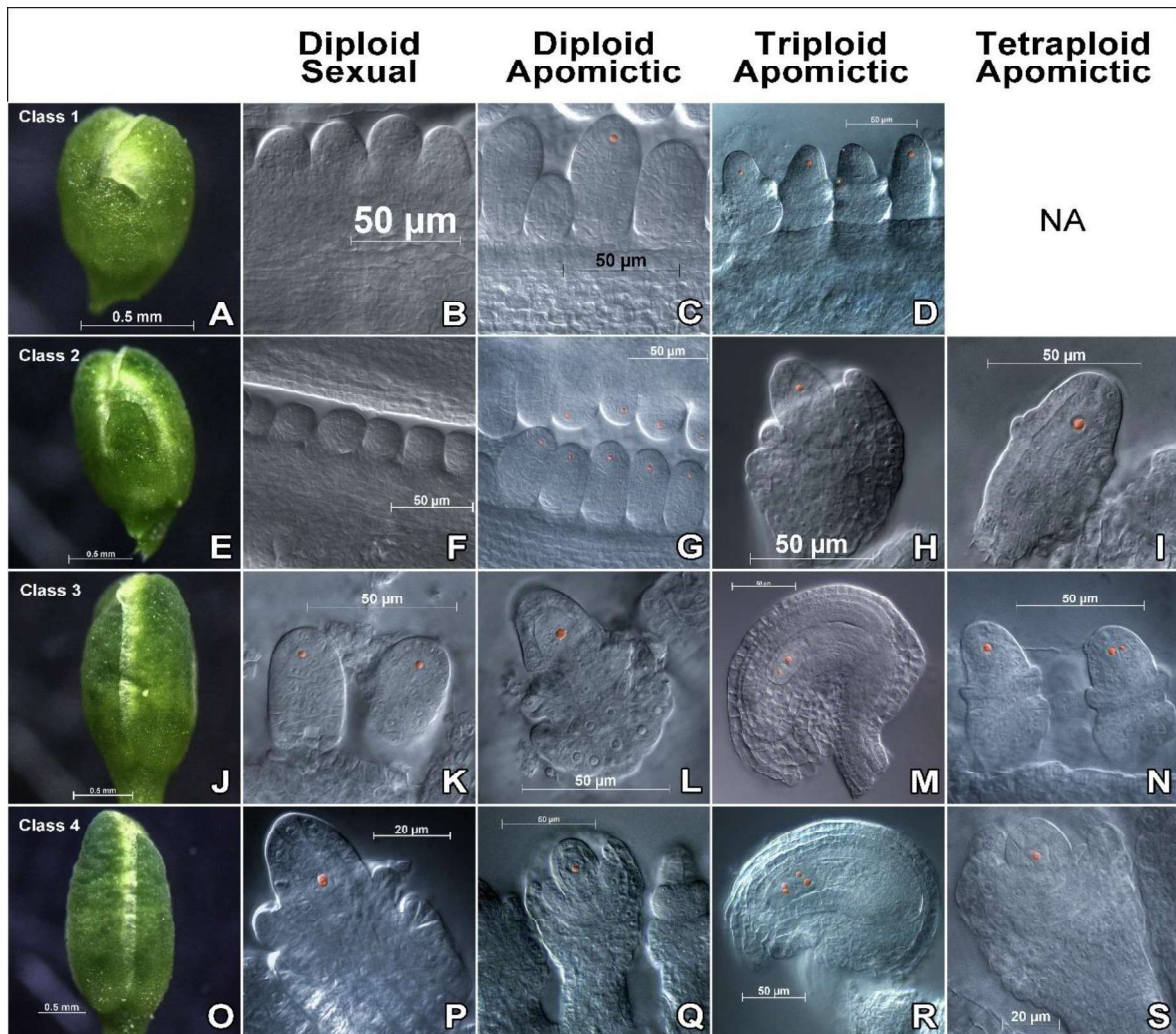 Diploid Sexual
Diploid Apomictic
Triploid Apomictic
Tetraploid Apomictic
Class 1
0.5 mm
A
50 µm
B
50 µm
C
50 µm
D
NA
Class 2
0.5 mm
E
50 µm
F
50 µm
G
50 µm
H
50 µm
I
Class 3
0.5 mm
J
50 µm
K
50 µm
L
50 µm
M
50 µm
N
Class 4
0.5 mm
O
20 µm
P
50 µm
Q
50 µm
R
20 µm
S